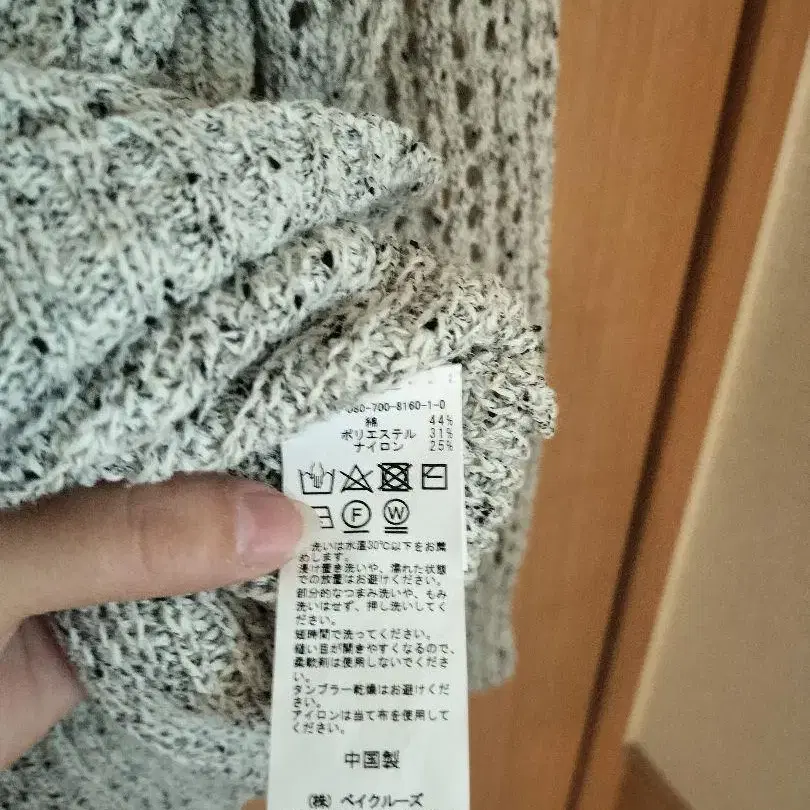 080-700-8160-1-0
綿 44%
ポリエステル 31%
ナイロン 25%
F W
洗いは水温30℃以下をお薦
めします。
浸け置き洗いや、濡れた状態
での放置はお避けください。
部分的なつまみ洗いや、もみ
洗いはせず、押し洗いしてく
ださい。
短時間で洗ってください。
縫い目が開きやすくなるので、
柔軟剤は使用しないでくださ
い。
タンブラー乾燥はお避けくだ
さい。
アイロンは当て布を使用して
ください。
中国製
(株) ベイクルーズ